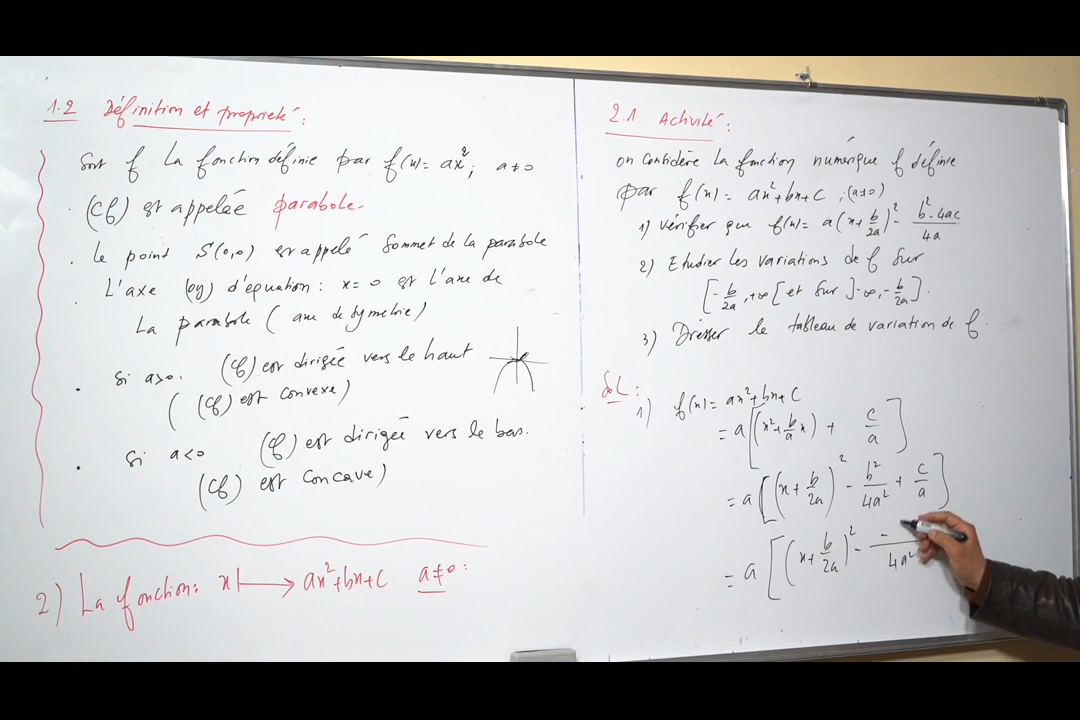 1.2 Définition et propriété :
Soit f La fonction définie par f(x) = ax² ; a≠0
. (Cf) est appelée parabole.
. Le point S(0,0) est appelé Sommet de la parabole
. L'axe (oy) d'équation : x=0 est l'axe de
La parabole ( axe de symétrie )
. Si a>0. (Cf) est dirigée vers le haut
( (Cf) est convexe )
. Si a<0 (Cf) est dirigée vers le bas.
(Cf) est concave )
2) La fonction: x ⟼ ax²+bx+c a≠0 :
2.1 Activité :
on considère La fonction numérique f définie
par f(x) = ax²+bx+c ; (a≠0)
1) Vérifier que f(x) = a(x+b/2a)² - b²-4ac/4a
2) Etudier les variations de f sur
[-b/2a, +∞[ et sur ]-∞, -b/2a].
3) Dresser le tableau de variation de f.
Sol :
1) f(x) = ax²+bx+c
= a[(x²+b/a x) + c/a]
= a[(x+b/2a)² - b²/4a² + c/a]
= a[(x+b/2a)² - -/4a²